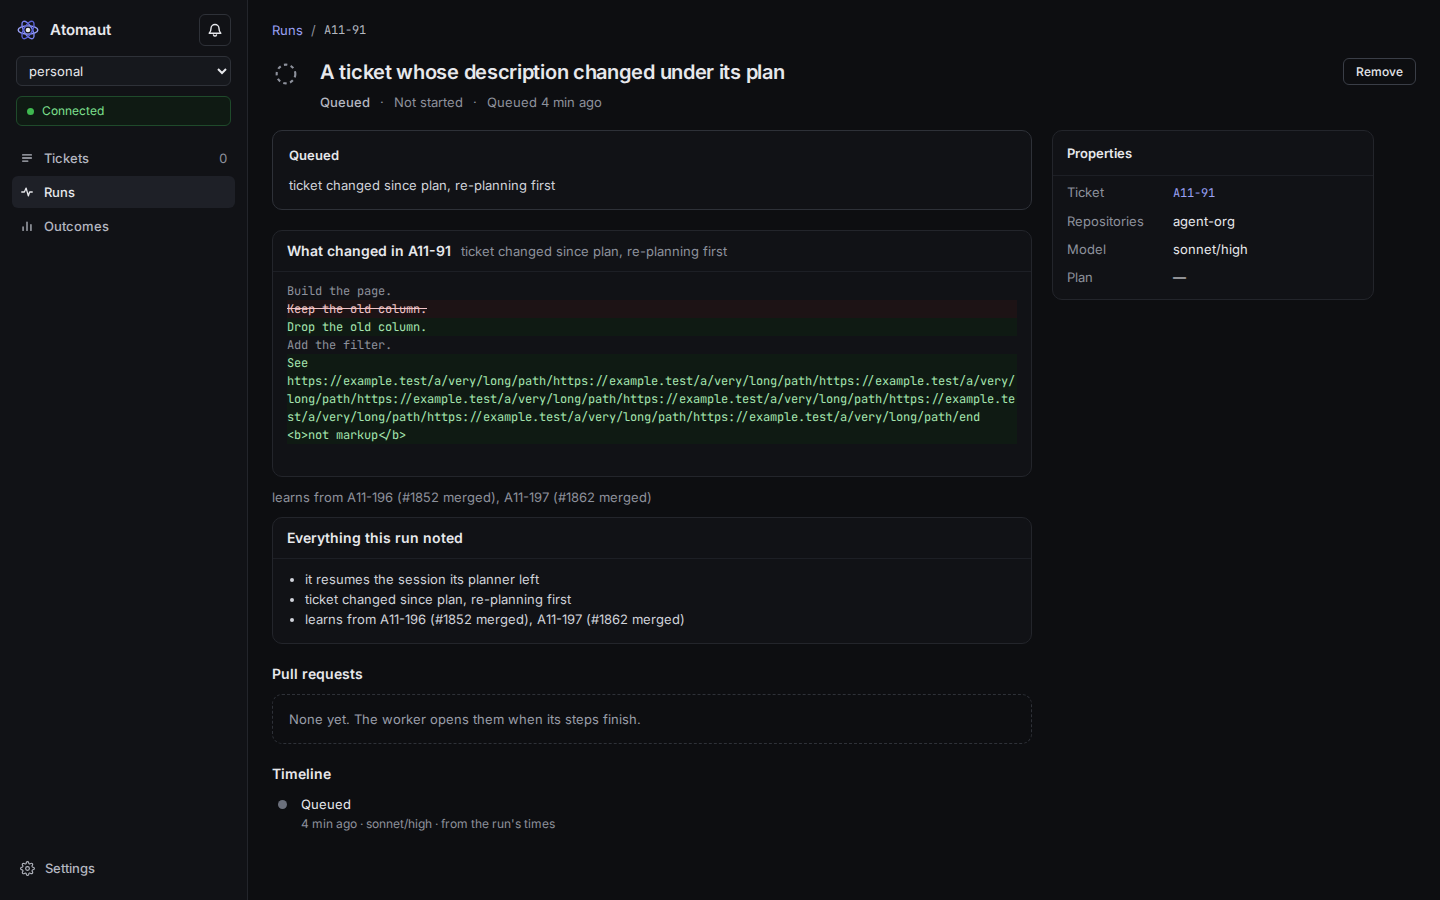 Atomaut
personal
Connected
Tickets 0
Runs
Outcomes
Settings
Runs / A11-91
A ticket whose description changed under its plan
Remove
Queued · Not started · Queued 4 min ago
Queued
ticket changed since plan, re-planning first
What changed in A11-91 ticket changed since plan, re-planning first
Build the page.
Keep the old column.
Drop the old column.
Add the filter.
See
https://example.test/a/very/long/path/https://example.test/a/very/long/path/https://example.test/a/very/
long/path/https://example.test/a/very/long/path/https://example.test/a/very/long/path/https://example.te
st/a/very/long/path/https://example.test/a/very/long/path/https://example.test/a/very/long/path/end
<b>not markup</b>
learns from A11-196 (#1852 merged), A11-197 (#1862 merged)
Everything this run noted
• it resumes the session its planner left
• ticket changed since plan, re-planning first
• learns from A11-196 (#1852 merged), A11-197 (#1862 merged)
Pull requests
None yet. The worker opens them when its steps finish.
Timeline
Queued
4 min ago · sonnet/high · from the run's times
Properties
Ticket A11-91
Repositories agent-org
Model sonnet/high
Plan —